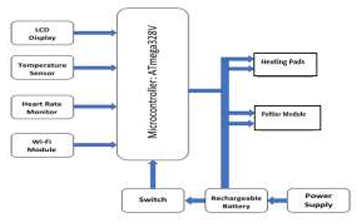 LCD
Display
Temperature
Sensor
Heart Rate
Monitor
Wi-Fi
Module
Microcontroller: ATmega328V
Heating Pads
Peltier Module
Switch
Rechargeable
Battery
Power
Supply